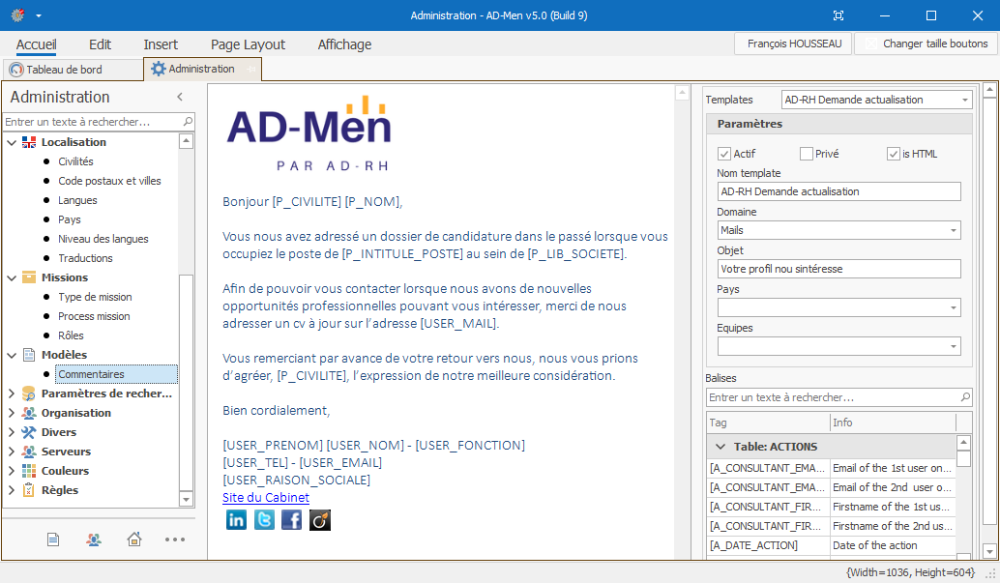 Administration - AD-Men v5.0 (Build 9)
Accueil Edit Insert Page Layout Affichage
François HOUSSEAU Changer taille boutons
Tableau de bord Administration
Administration
Entrer un texte à rechercher...
Localisation
Civilités
Code postaux et villes
Langues
Pays
Niveau des langues
Traductions
Missions
Type de mission
Process mission
Rôles
Modèles
Commentaires
Paramètres de recher...
Organisation
Divers
Serveurs
Couleurs
Règles
AD-Men
PAR AD-RH
Bonjour [P_CIVILITE] [P_NOM],
Vous nous avez adressé un dossier de candidature dans le passé lorsque vous
occupiez le poste de [P_INTITULE_POSTE] au sein de [P_LIB_SOCIETE].
Afin de pouvoir vous contacter lorsque nous avons de nouvelles
opportunités professionnelles pouvant vous intéresser, merci de nous
adresser un cv à jour sur l'adresse [USER_MAIL].
Vous remerciant par avance de votre retour vers nous, nous vous prions
d'agréer, [P_CIVILITE], l'expression de notre meilleure considération.
Bien cordialement,
[USER_PRENOM] [USER_NOM] - [USER_FONCTION]
[USER_TEL] - [USER_EMAIL]
[USER_RAISON_SOCIALE]
Site du Cabinet
in t f
Templates AD-RH Demande actualisation
Paramètres
Actif Privé is HTML
Nom template
AD-RH Demande actualisation
Domaine
Mails
Objet
Votre profil nou sintéresse
Pays
Equipes
Balises
Entrer un texte à rechercher...
Tag Info
Table: ACTIONS
[A_CONSULTANT_EMA... Email of the 1st user on...
[A_CONSULTANT_EMA... Email of the 2nd user o...
[A_CONSULTANT_FIR... Firstname of the 1st us...
[A_CONSULTANT_FIR... Firstname of the 2nd us...
[A_DATE_ACTION] Date of the action
{Width=1036, Height=604}